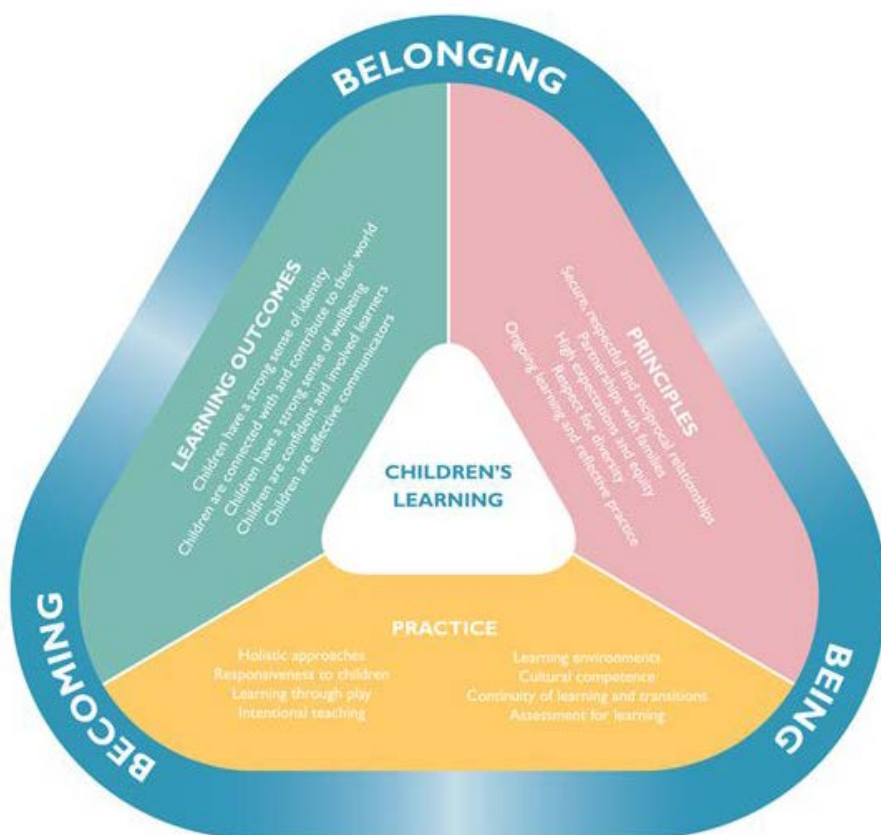 BELONGING
LEARNING OUTCOMES
Children have a strong sense of identity
Children are connected with and contribute to their world
Children have a strong sense of wellbeing
Children are confident and involved learners
Children are effective communicators
PRINCIPLES
Secure, respectful and reciprocal relationships
Partnerships with families
High expectations and equity
Respect for diversity
Ongoing learning and reflective practice
CHILDREN'S
LEARNING
PRACTICE
Holistic approaches
Responsiveness to children
Learning through play
Intentional teaching
Learning environments
Cultural competence
Continuity of learning and transitions
Assessment for learning
BECOMING
BEING